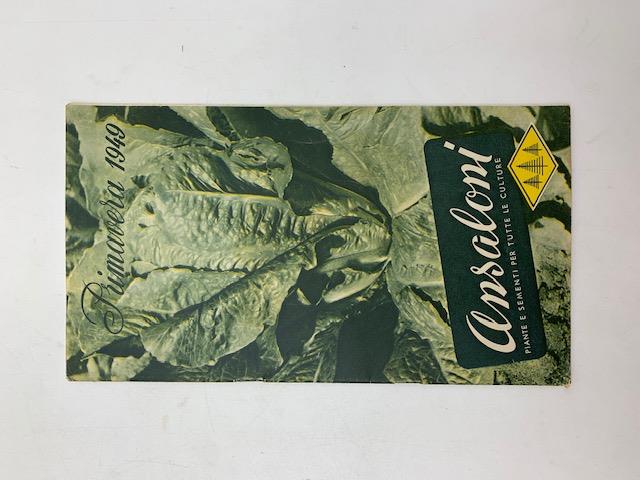 Primavera 1949
Ansaloni
PIANTE E SEMENTI PER TUTTE LE CULTURE